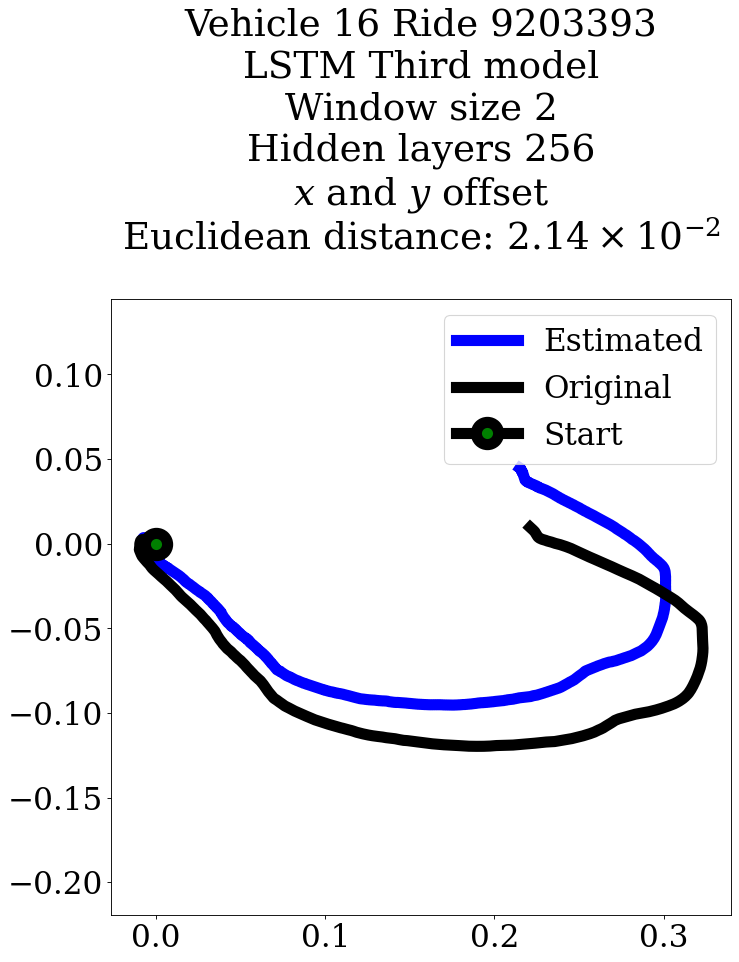 Vehicle 16 Ride 9203393
LSTM Third model
Window size 2
Hidden layers 256
x and y offset
Euclidean distance: 2.14 × 10⁻²
Estimated
Original
Start
0.10
0.05
0.00
−0.05
−0.10
−0.15
−0.20
0.0 0.1 0.2 0.3